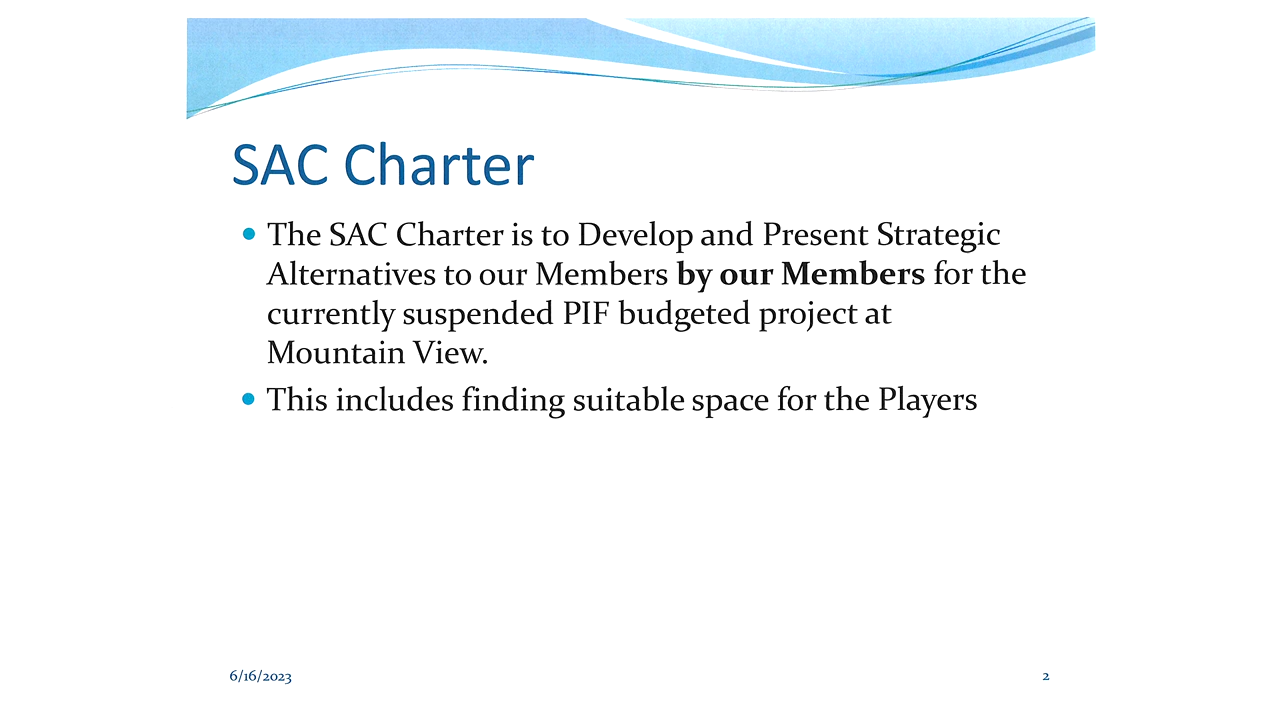 SAC Charter
• The SAC Charter is to Develop and Present Strategic
Alternatives to our Members by our Members for the
currently suspended PIF budgeted project at
Mountain View.
• This includes finding suitable space for the Players
6/16/2023
2